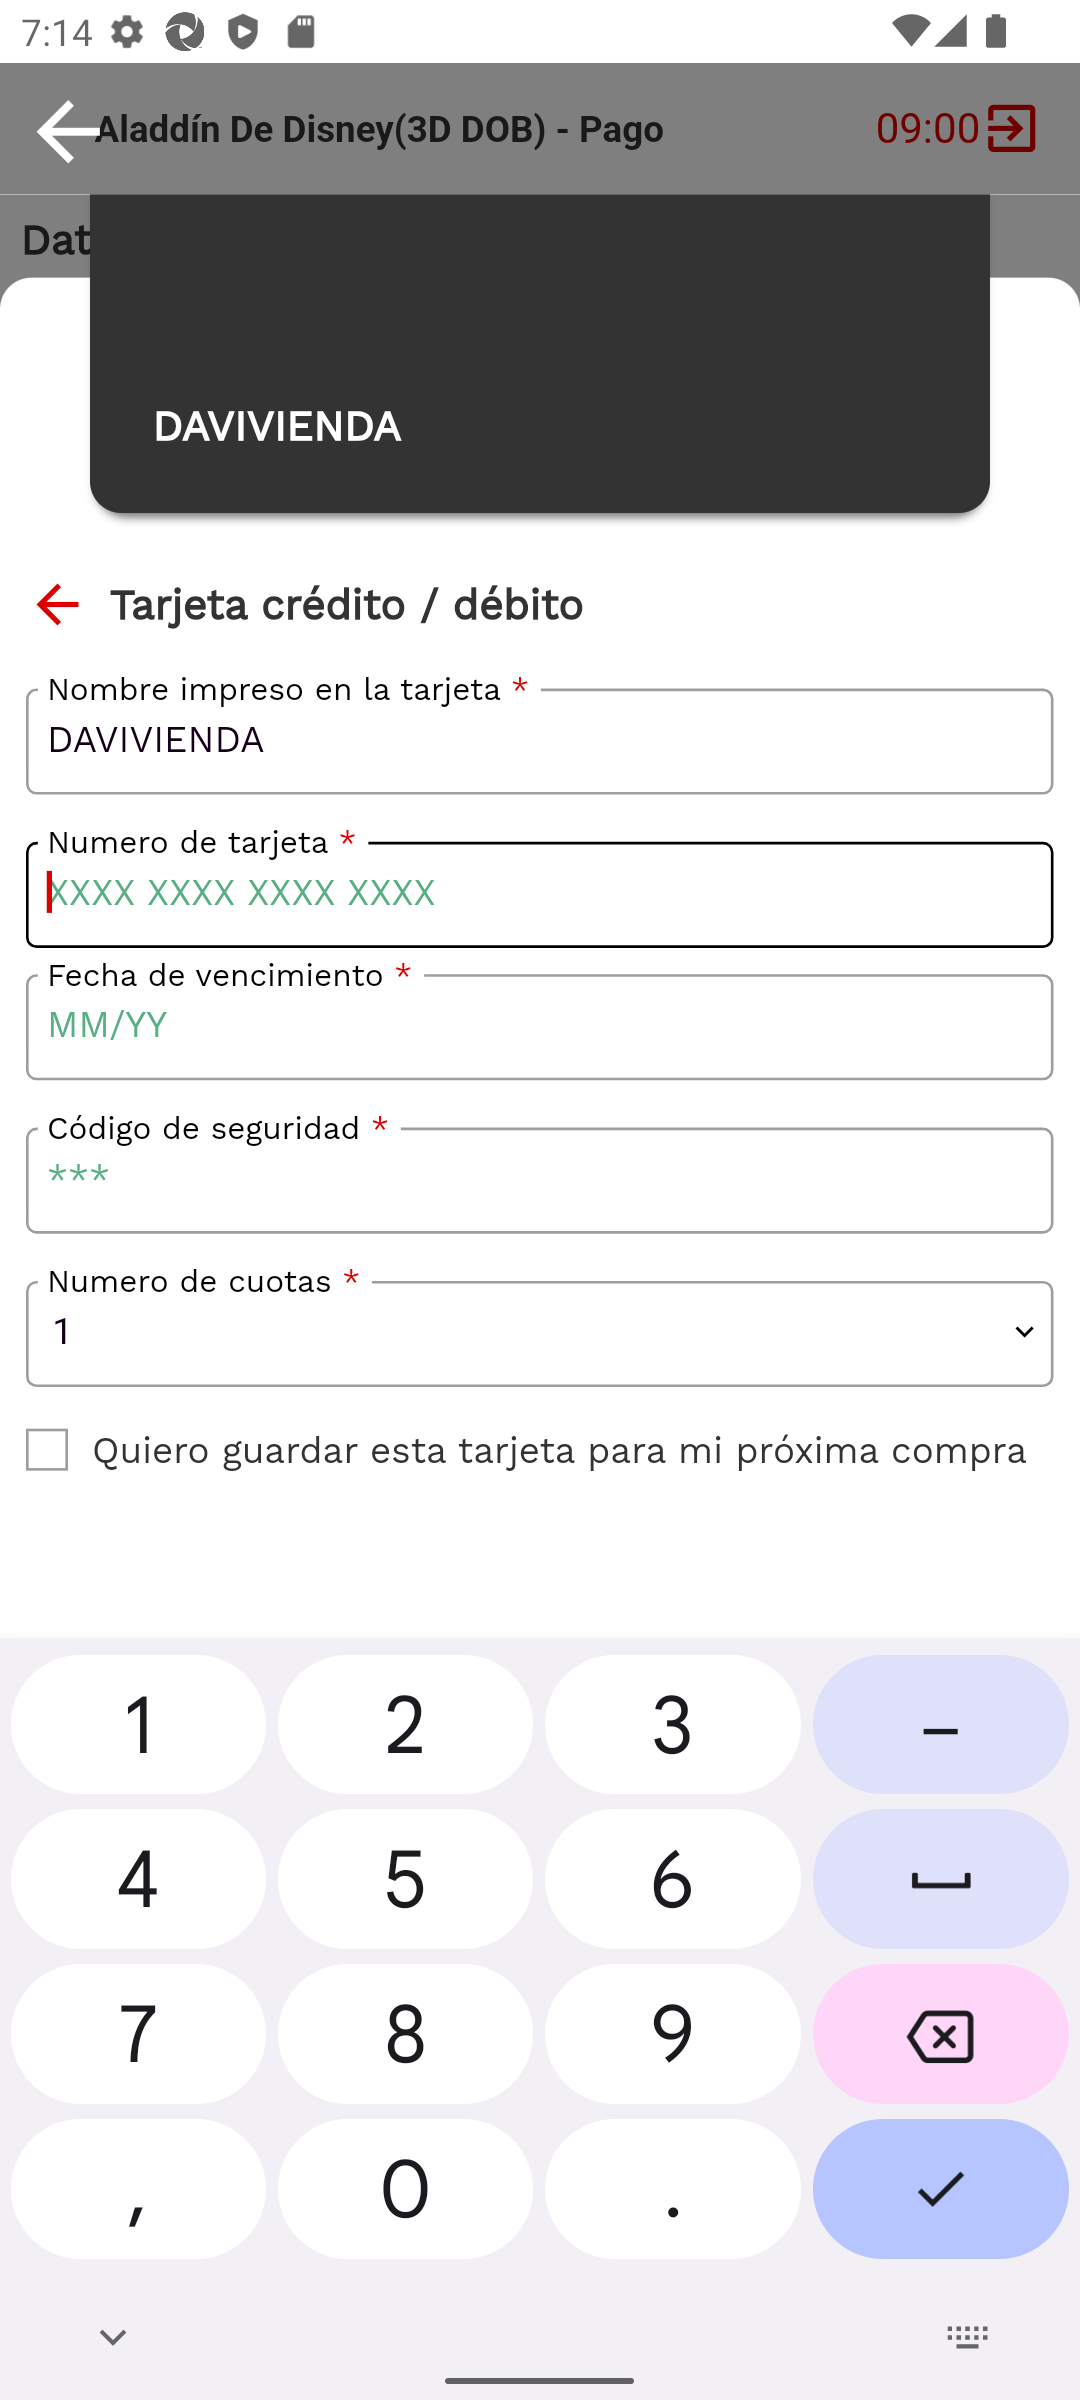 7:14
Aladdín De Disney(3D DOB) - Pago
09:00
Dat
DAVIVIENDA
Tarjeta crédito / débito
Nombre impreso en la tarjeta *
DAVIVIENDA
Numero de tarjeta *
XXXX XXXX XXXX XXXX
Fecha de vencimiento *
MM/YY
Código de seguridad *
***
Numero de cuotas *
1
Quiero guardar esta tarjeta para mi próxima compra
1 2 3 –
4 5 6
7 8 9
, 0 .